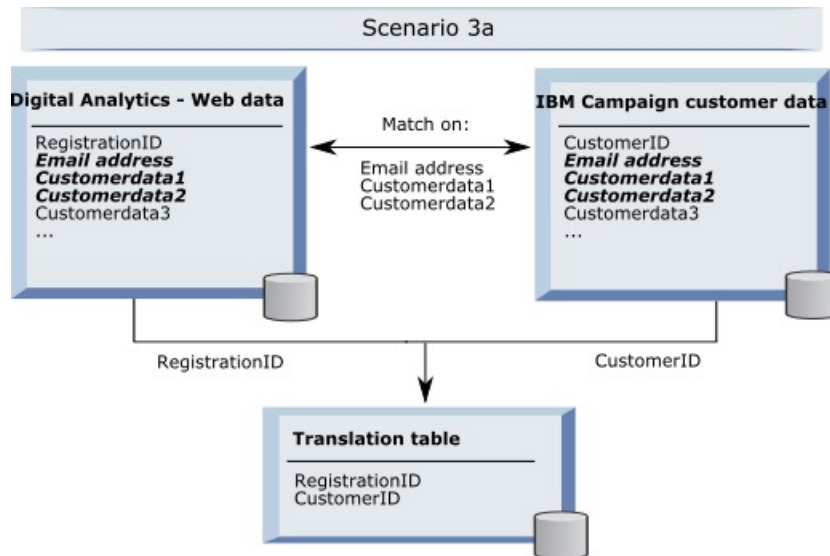 Scenario 3a
Digital Analytics - Web data
RegistrationID
Email address
Customerdata1
Customerdata2
Customerdata3
...
Match on:
Email address
Customerdata1
Customerdata2
IBM Campaign customer data
CustomerID
Email address
Customerdata1
Customerdata2
Customerdata3
...
RegistrationID
CustomerID
Translation table
RegistrationID
CustomerID